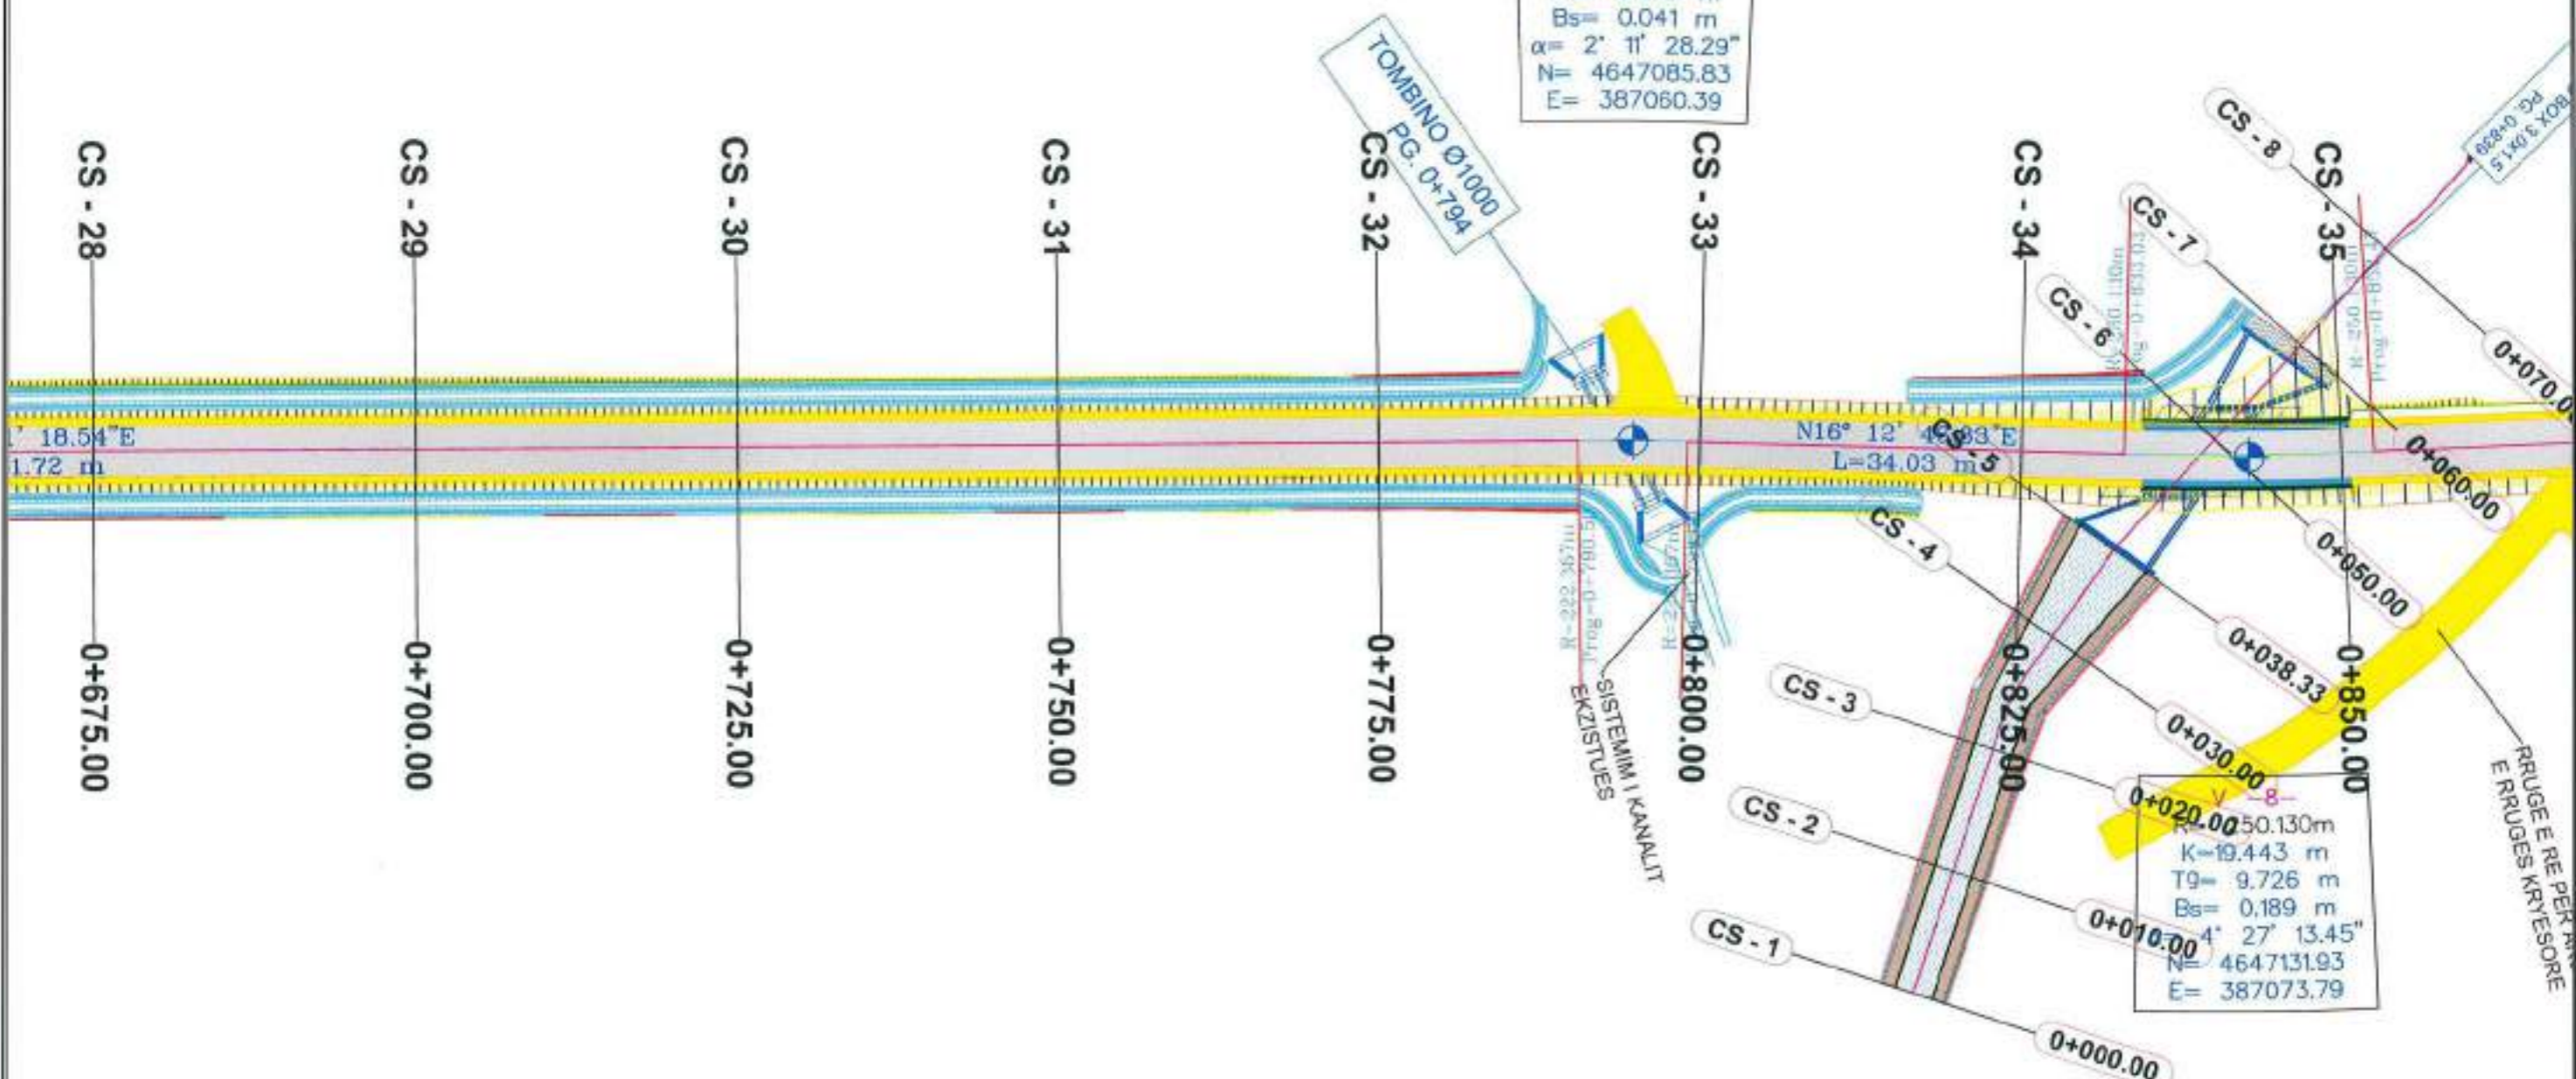 Bs= 0.041 m
α= 2° 11' 28.29"
N= 4647085.83
E= 387060.39
TOMBINO Ø1000
PG. 0+794
BOX 3.0x1.5
PG. 0+839
CS - 28
CS - 29
CS - 30
CS - 31
CS - 32
CS - 33
CS - 34
CS - 35
CS - 8
CS - 7
CS - 6
CS - 5
CS - 4
CS - 3
CS - 2
CS - 1
' 18.54"E
1.72 m
N16° 12'
L=34.03 m
0+675.00
0+700.00
0+725.00
0+750.00
0+775.00
0+800.00
0+825.00
0+850.00
0+060.00
0+050.00
0+038.33
0+030.00
0+020.00
0+010.00
0+000.00
SISTEMIM I KANALIT
EKZISTUES
RRUGE E RE PER
E RRUGES KRYESORE
V -8-
50.130m
K=19.443 m
T9= 9.726 m
Bs= 0.189 m
4° 27' 13.45"
N= 4647131.93
E= 387073.79